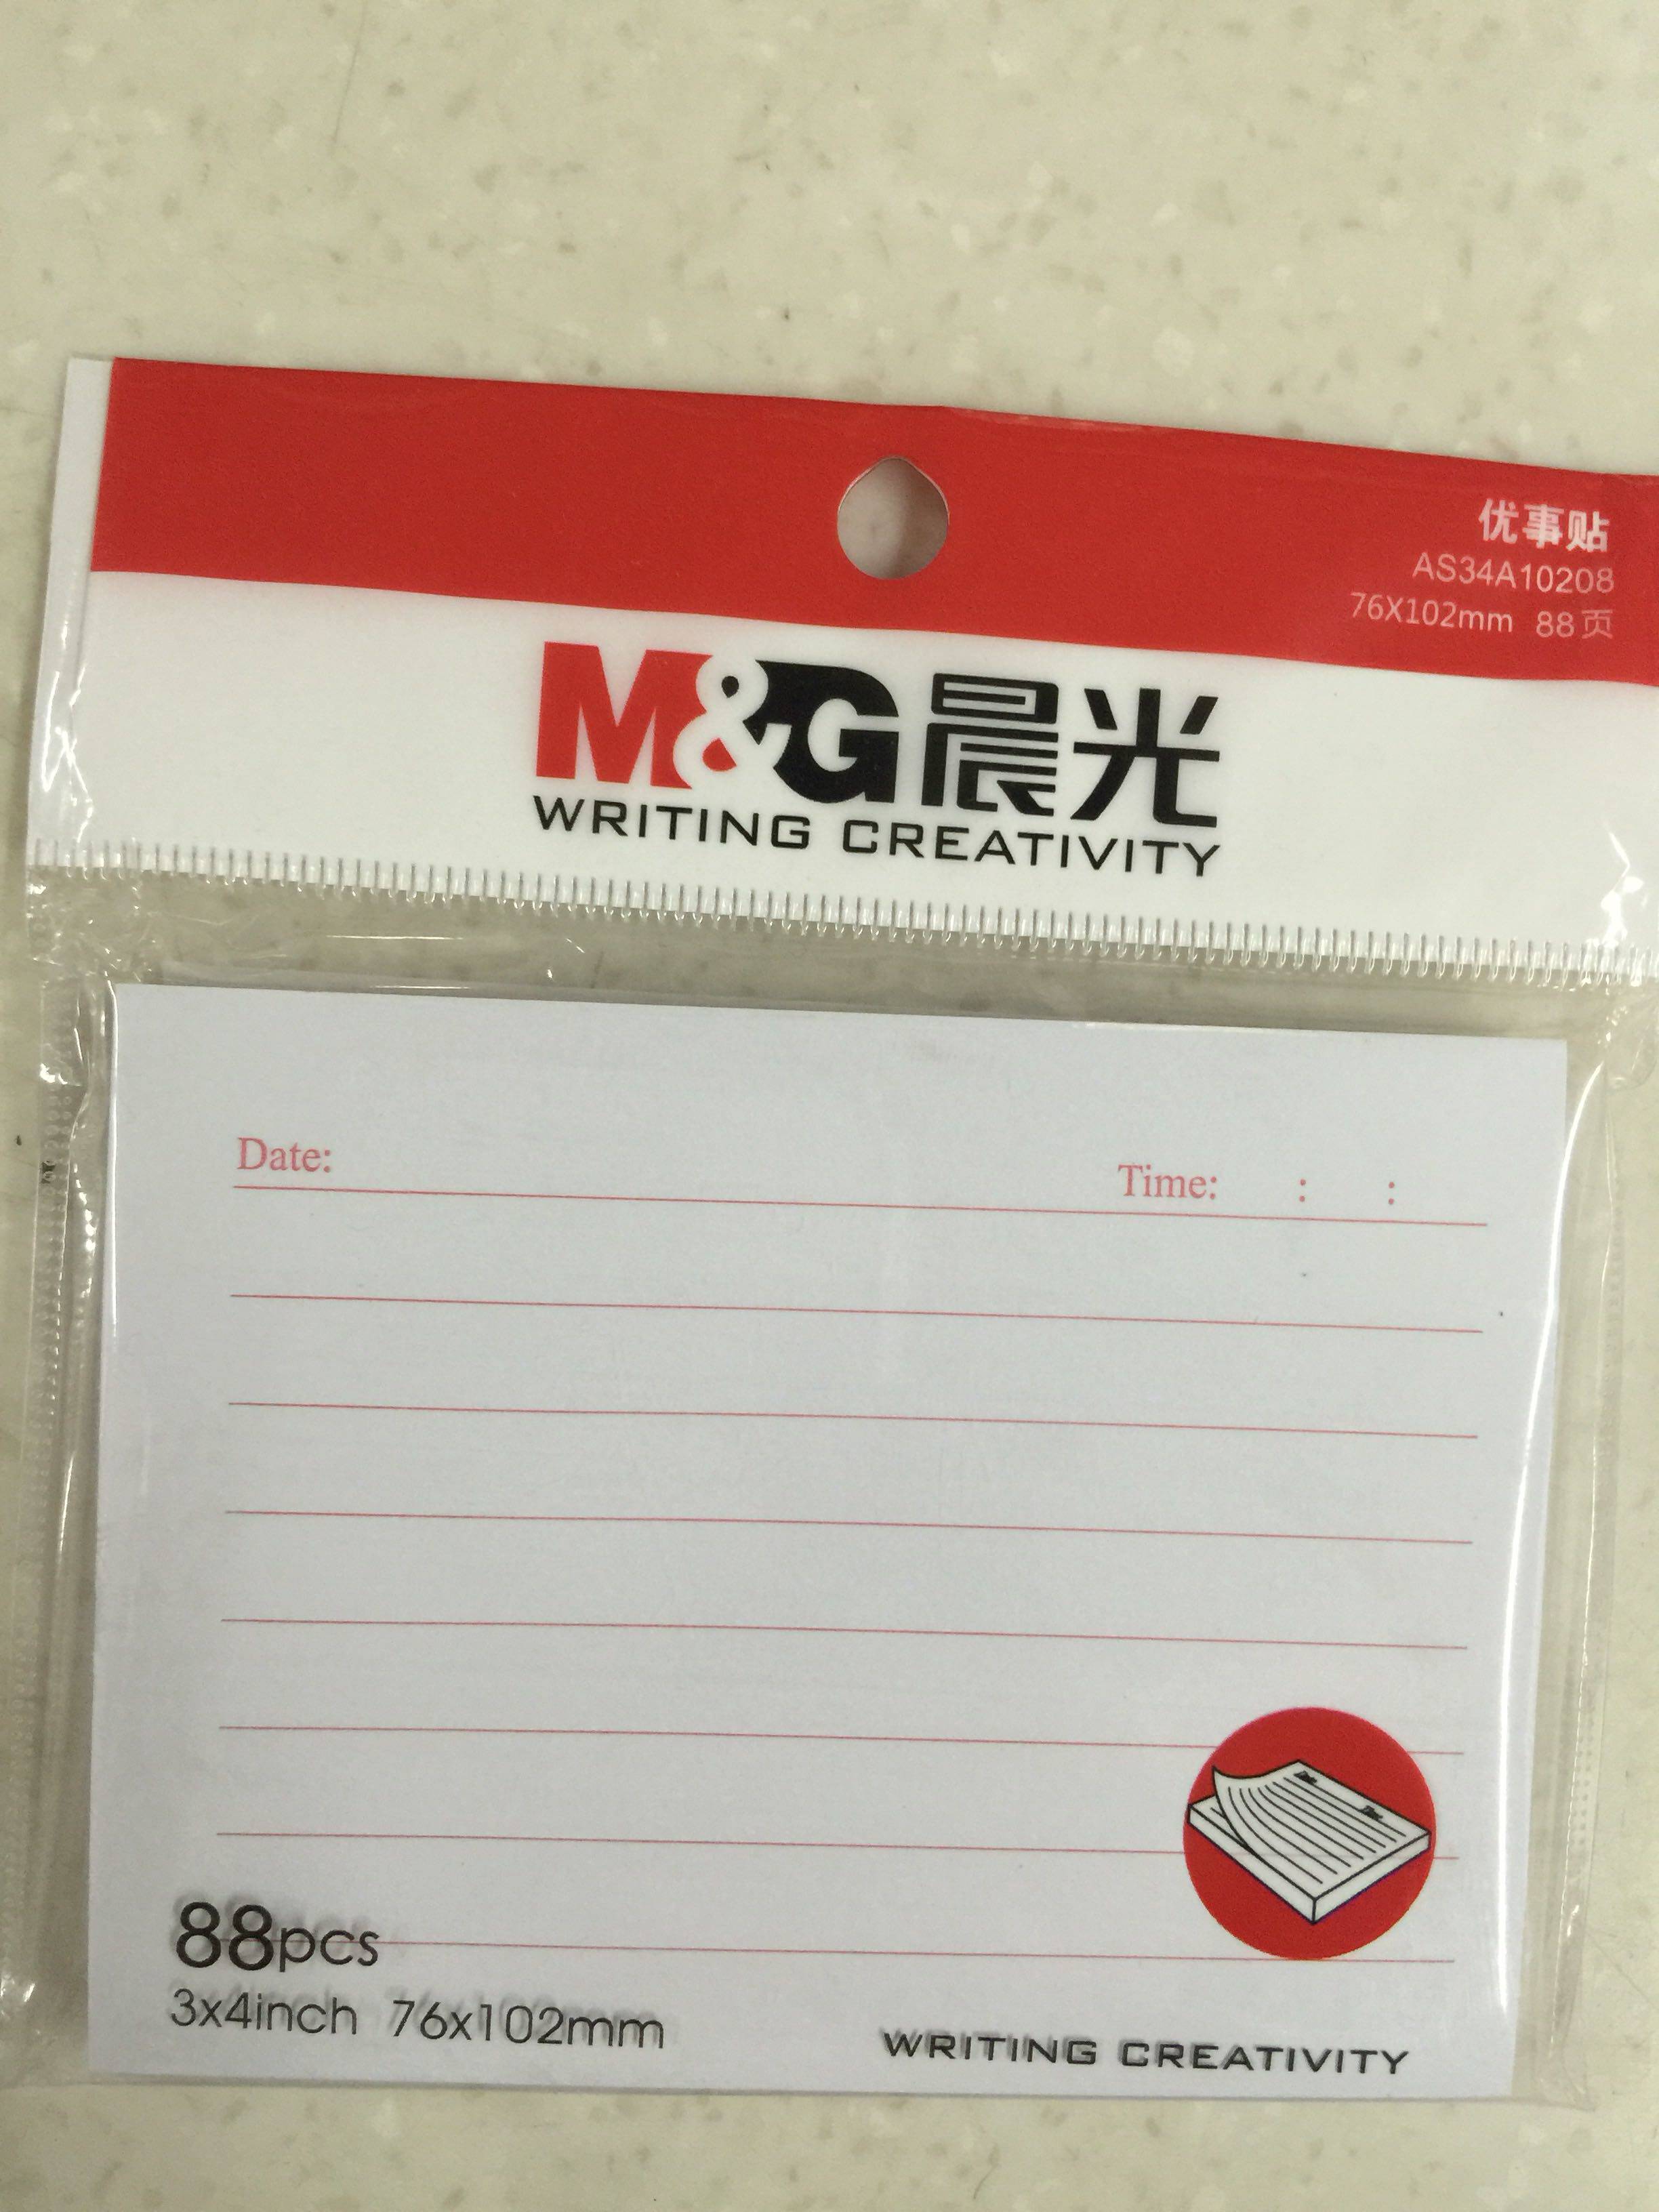 优事贴
AS34A10208
76X102mm 88页
M&G晨光
WRITING CREATIVITY
Date: Time: : :
88pcs
3x4inch 76x102mm
WRITING CREATIVITY